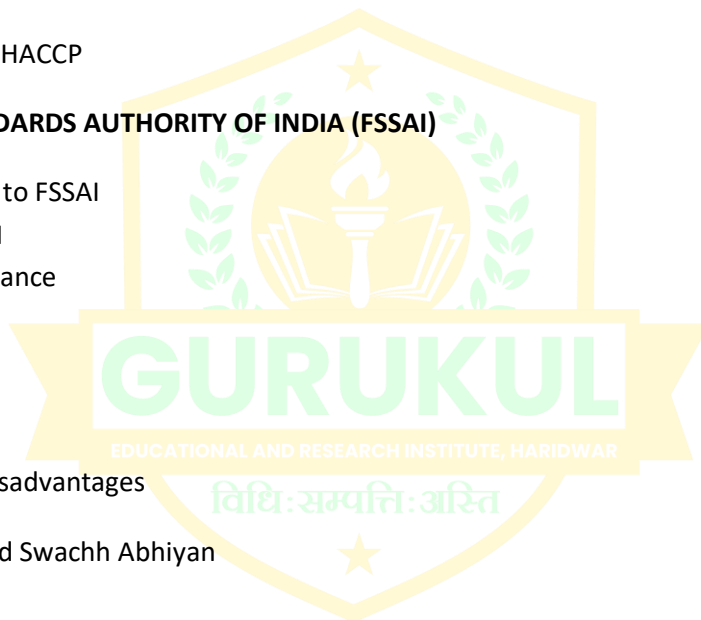 HACCP
DARDS AUTHORITY OF INDIA (FSSAI)
to FSSAI
ance
GURUKUL
EDUCATIONAL AND RESEARCH INSTITUTE, HARIDWAR
sadvantages
विधि:सम्पत्ति:अस्ति
d Swachh Abhiyan